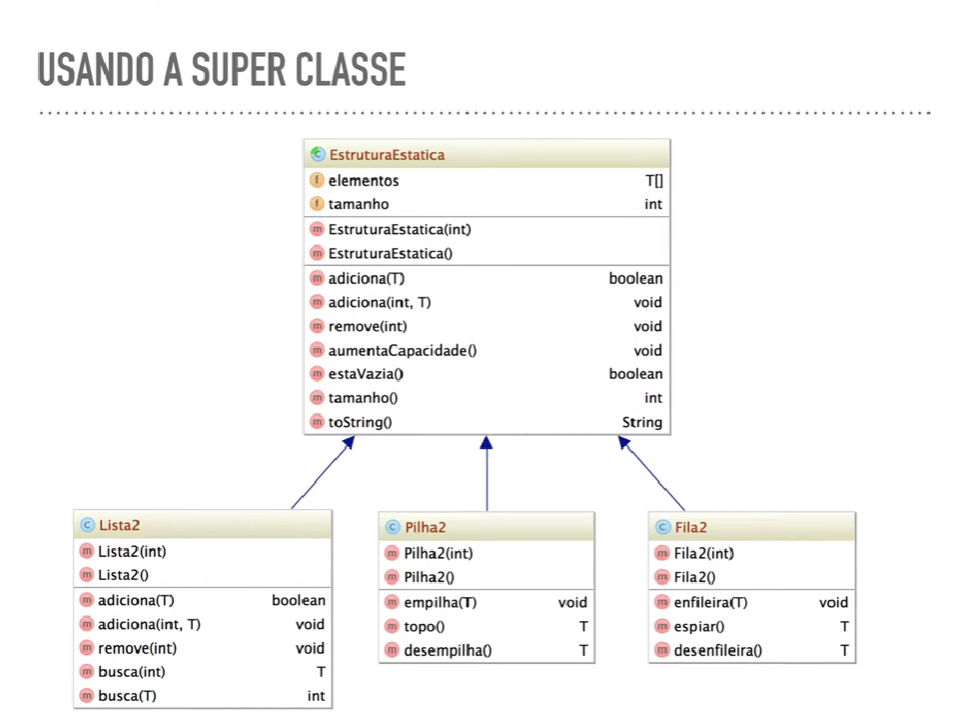 USANDO A SUPER CLASSE
EstruturaEstatica
elementos T[]
tamanho int
EstruturaEstatica(int)
EstruturaEstatica()
adiciona(T) boolean
adiciona(int, T) void
remove(int) void
aumentaCapacidade() void
estaVazia() boolean
tamanho() int
toString() String
Lista2
Lista2(int)
Lista2()
adiciona(T) boolean
adiciona(int, T) void
remove(int) void
busca(int) T
busca(T) int
Pilha2
Pilha2(int)
Pilha2()
empilha(T) void
topo() T
desempilha() T
Fila2
Fila2(int)
Fila2()
enfileira(T) void
espiar() T
desenfileira() T